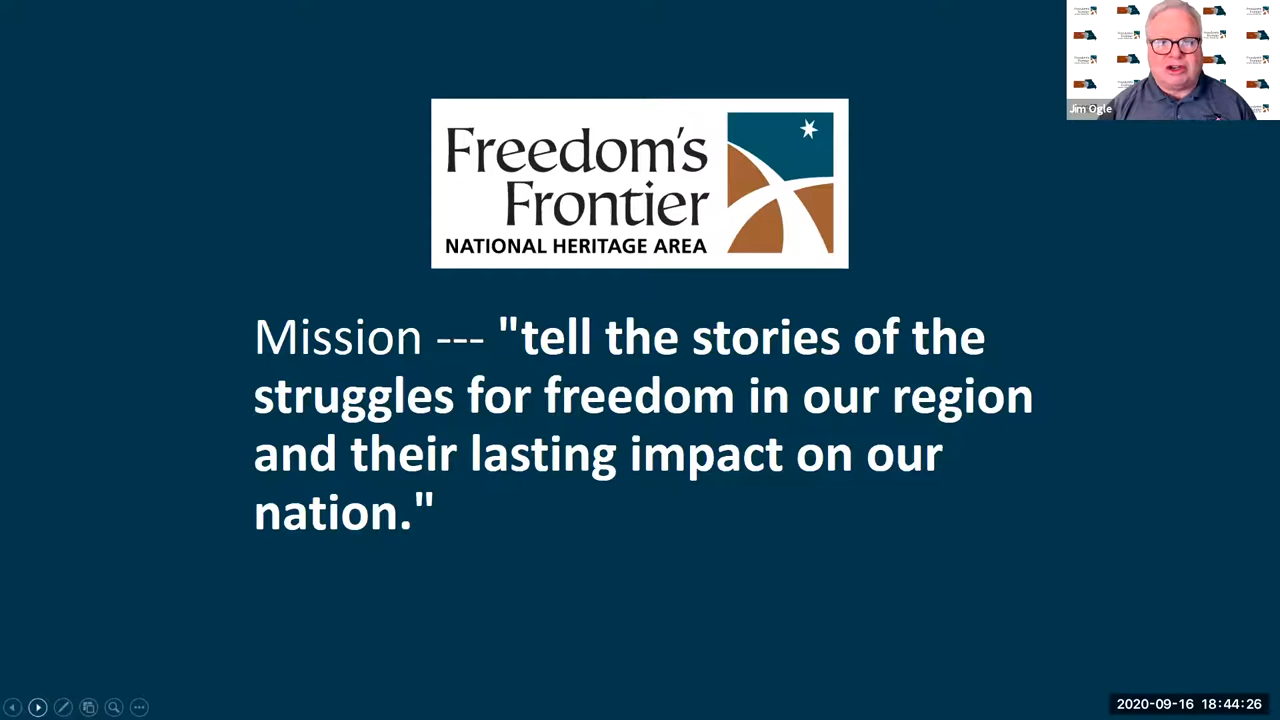 Jim Ogle
Freedom's
Frontier
NATIONAL HERITAGE AREA
Mission --- "tell the stories of the
struggles for freedom in our region
and their lasting impact on our
nation."
2020-09-16 18:44:26